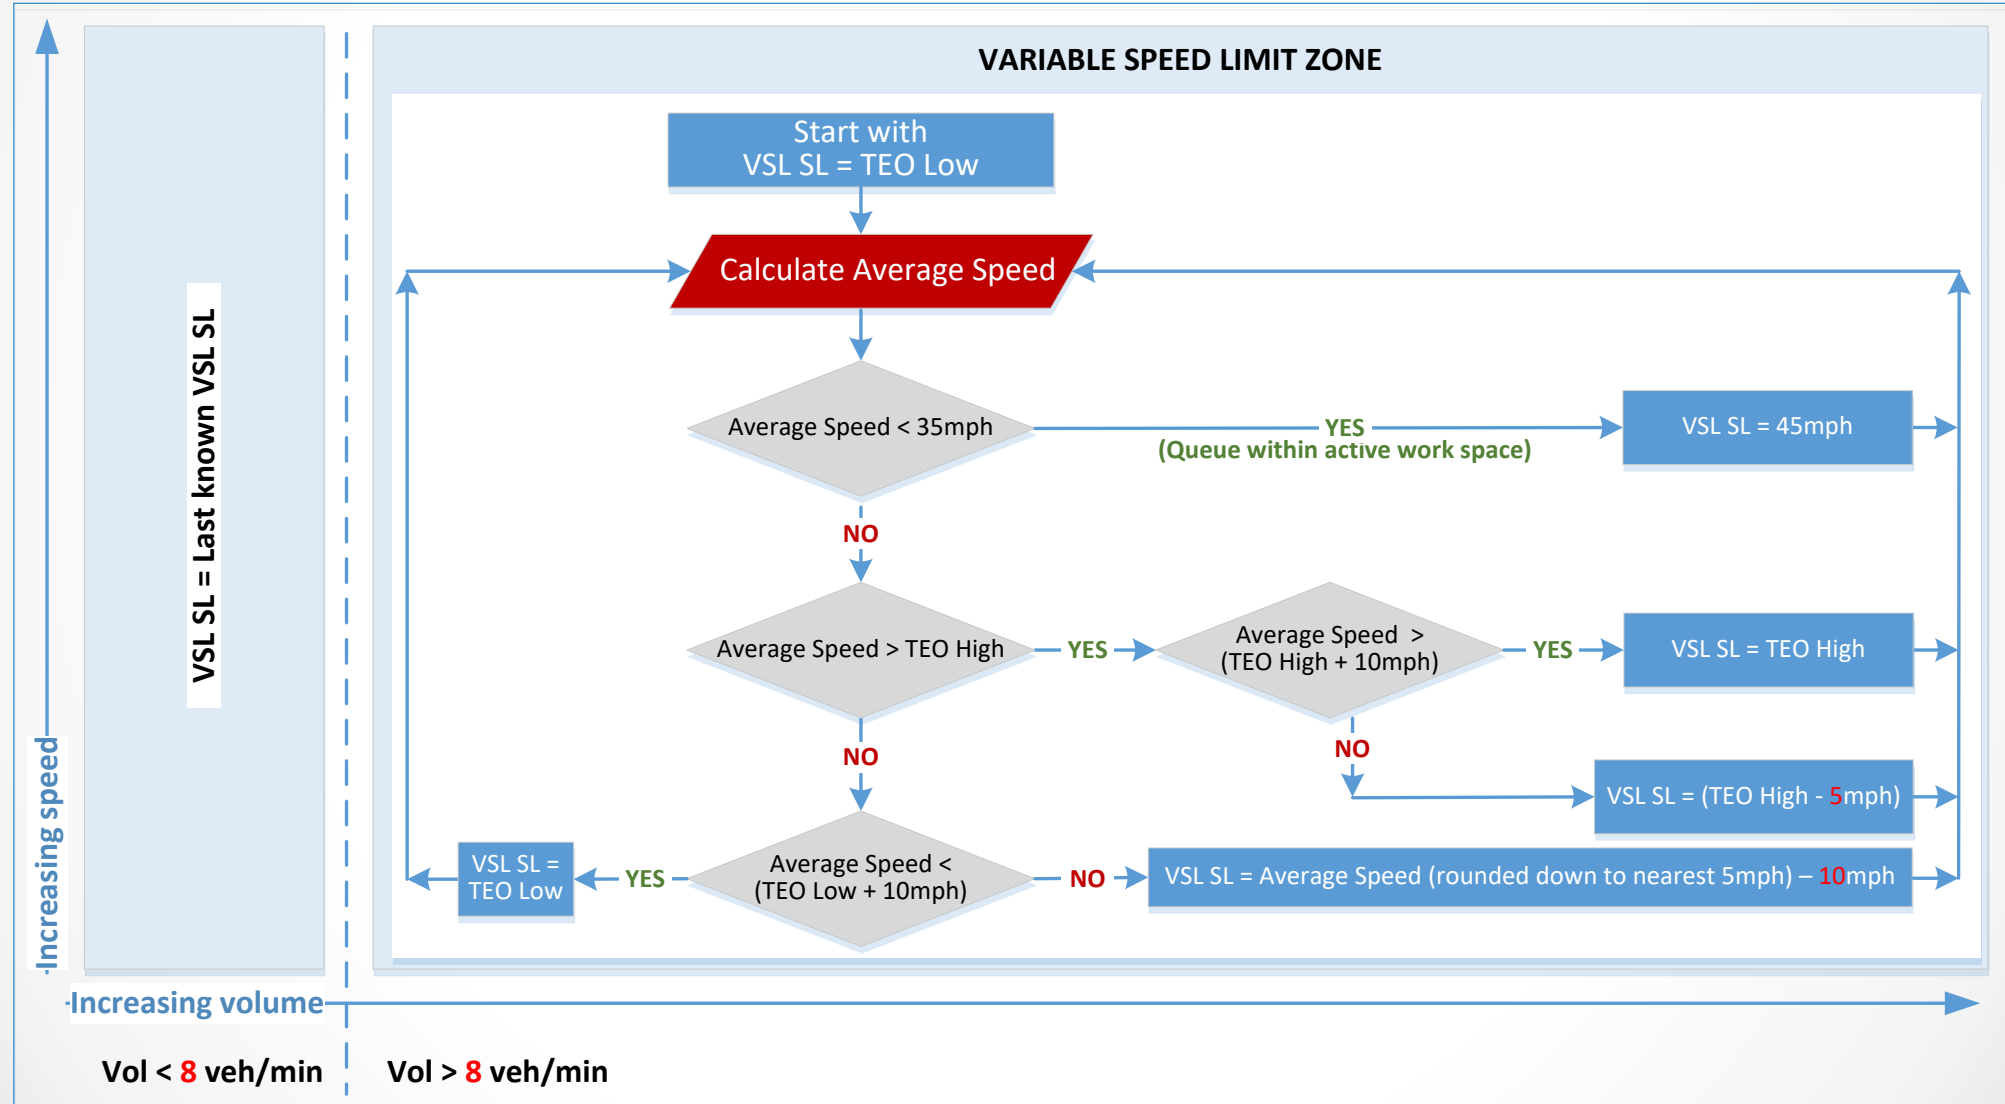 VARIABLE SPEED LIMIT ZONE
Start with
VSL SL = TEO Low
Calculate Average Speed
Average Speed < 35mph
YES
(Queue within active work space)
VSL SL = 45mph
NO
Average Speed > TEO High
YES
Average Speed >
(TEO High + 10mph)
YES
VSL SL = TEO High
NO
VSL SL = (TEO High - 5mph)
NO
Average Speed <
(TEO Low + 10mph)
YES
VSL SL =
TEO Low
NO
VSL SL = Average Speed (rounded down to nearest 5mph) – 10mph
VSL SL = Last known VSL SL
Increasing speed
Increasing volume
Vol < 8 veh/min
Vol > 8 veh/min